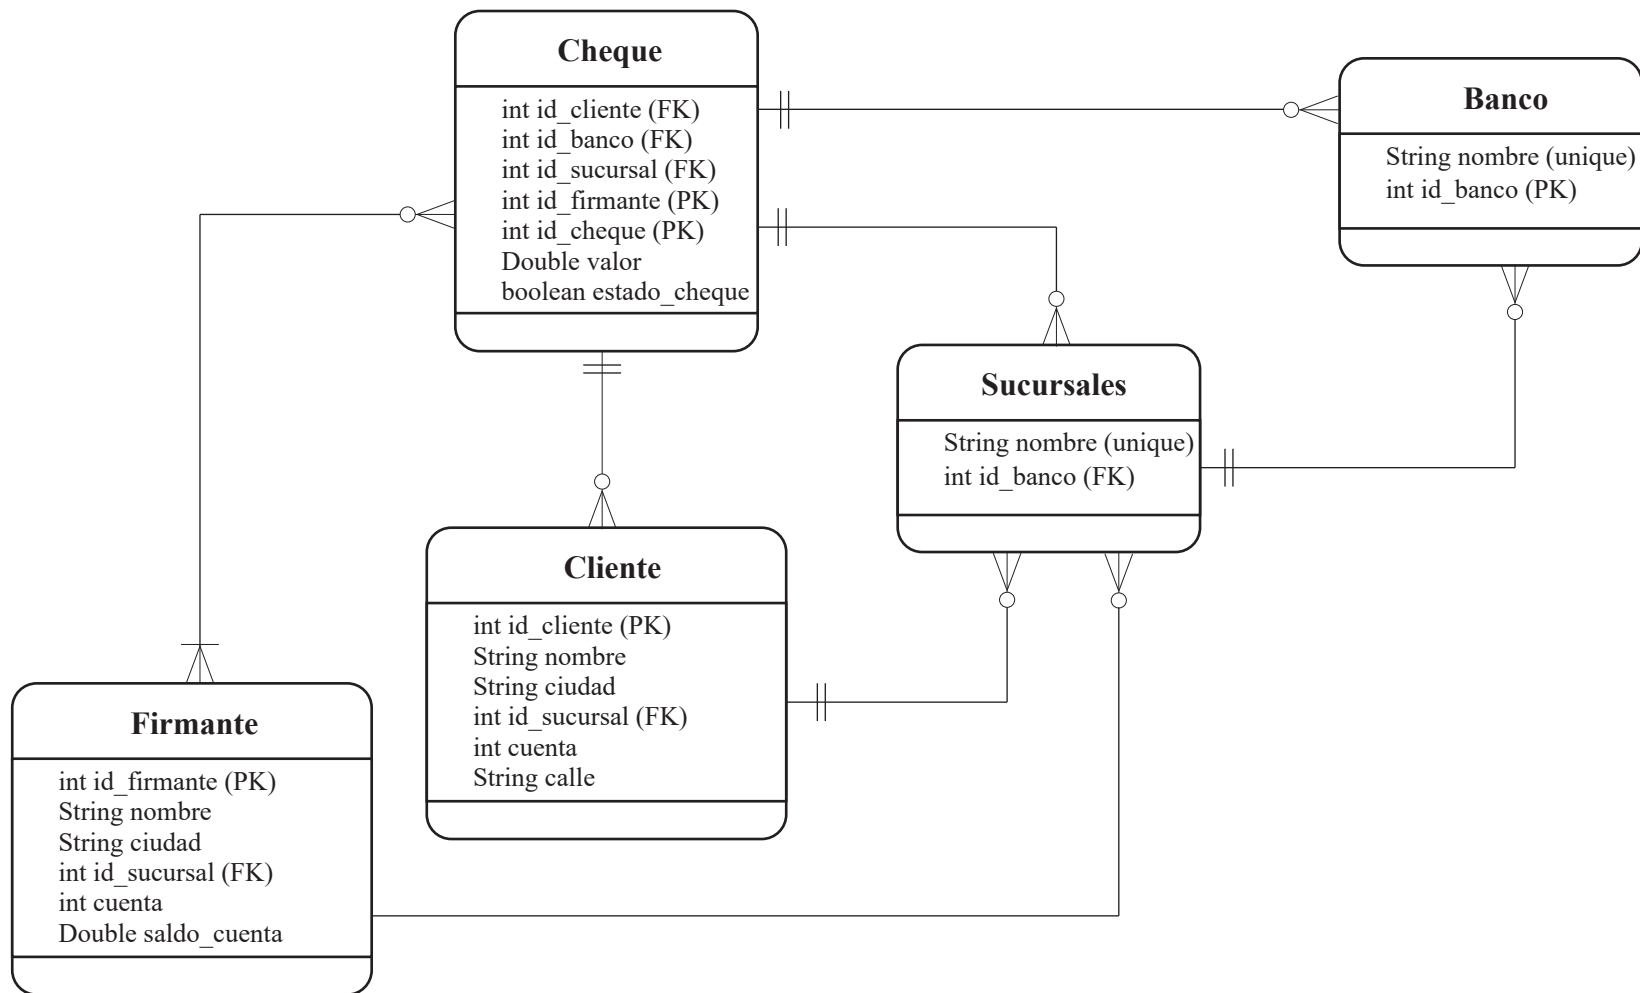 Cheque
int id_cliente (FK)
int id_banco (FK)
int id_sucursal (FK)
int id_firmante (PK)
int id_cheque (PK)
Double valor
boolean estado_cheque
Banco
String nombre (unique)
int id_banco (PK)
Sucursales
String nombre (unique)
int id_banco (FK)
Cliente
int id_cliente (PK)
String nombre
String ciudad
int id_sucursal (FK)
int cuenta
String calle
Firmante
int id_firmante (PK)
String nombre
String ciudad
int id_sucursal (FK)
int cuenta
Double saldo_cuenta